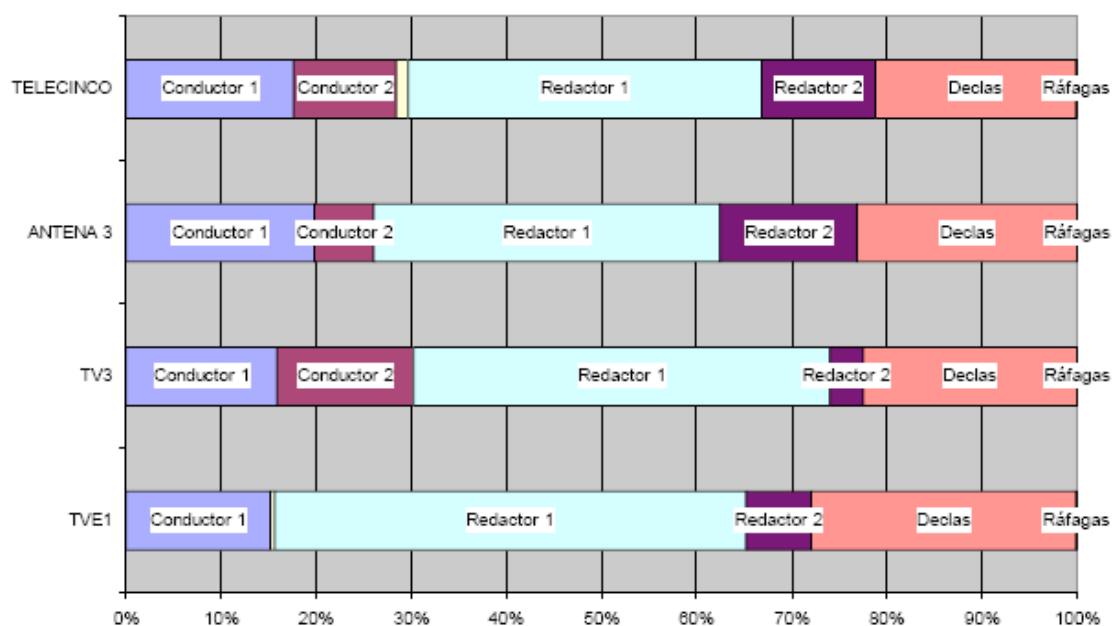 TELECINCO Conductor 1 Conductor 2 Redactor 1 Redactor 2 Declas Ráfagas
ANTENA 3 Conductor 1 Conductor 2 Redactor 1 Redactor 2 Declas Ráfagas
TV3 Conductor 1 Conductor 2 Redactor 1 Redactor 2 Declas Ráfagas
TVE1 Conductor 1 Redactor 1 Redactor 2 Declas Ráfagas
0% 10% 20% 30% 40% 50% 60% 70% 80% 90% 100%